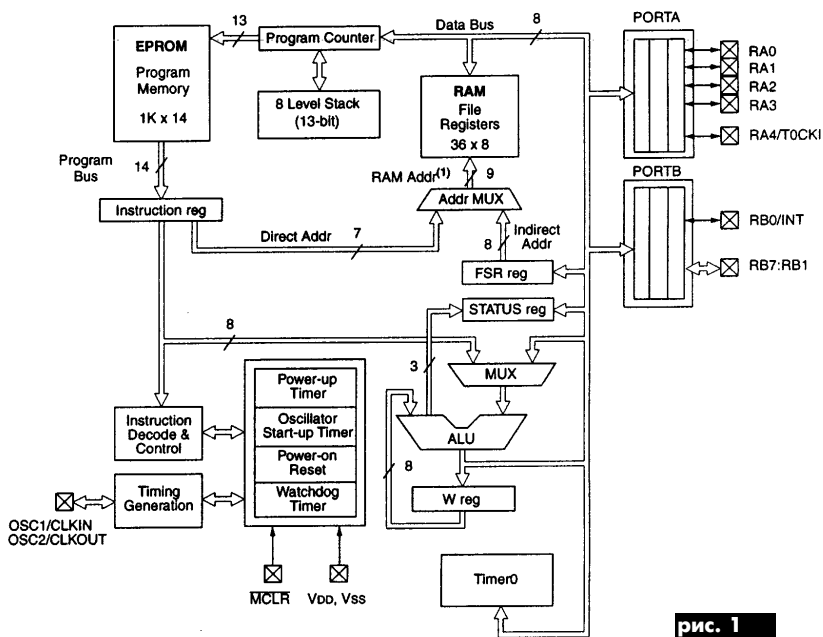 EPROM
Program
Memory
1K x 14
13
Program Counter
8 Level Stack
(13-bit)
Data Bus
8
RAM
File
Registers
36 x 8
PORTA
RA0
RA1
RA2
RA3
RA4/T0CKI
PORTB
RB0/INT
RB7:RB1
Program
Bus
14
Instruction reg
RAM Addr(1)
9
Addr MUX
Direct Addr
7
8
Indirect
Addr
FSR reg
STATUS reg
8
3
MUX
ALU
8
W reg
Power-up
Timer
Oscillator
Start-up Timer
Power-on
Reset
Watchdog
Timer
Instruction
Decode &
Control
Timing
Generation
OSC1/CLKIN
OSC2/CLKOUT
MCLR
VDD, VSS
Timer0
рис. 1